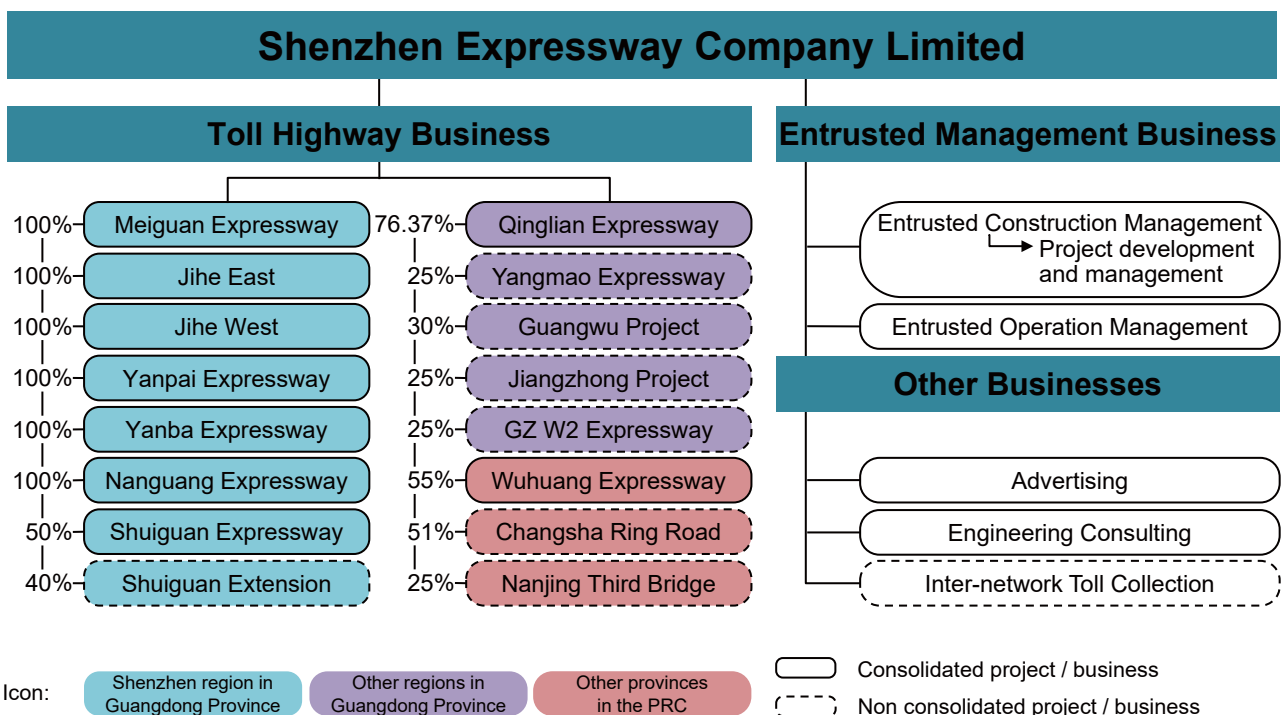 Shenzhen Expressway Company Limited
Toll Highway Business
100% Meiguan Expressway
100% Jihe East
100% Jihe West
100% Yanpai Expressway
100% Yanba Expressway
100% Nanguang Expressway
50% Shuiguan Expressway
40% Shuiguan Extension
76.37% Qinglian Expressway
25% Yangmao Expressway
30% Guangwu Project
25% Jiangzhong Project
25% GZ W2 Expressway
55% Wuhuang Expressway
51% Changsha Ring Road
25% Nanjing Third Bridge
Entrusted Management Business
Entrusted Construction Management
Project development
and management
Entrusted Operation Management
Other Businesses
Advertising
Engineering Consulting
Inter-network Toll Collection
Icon:
Shenzhen region in
Guangdong Province
Other regions in
Guangdong Province
Other provinces
in the PRC
Consolidated project / business
Non consolidated project / business